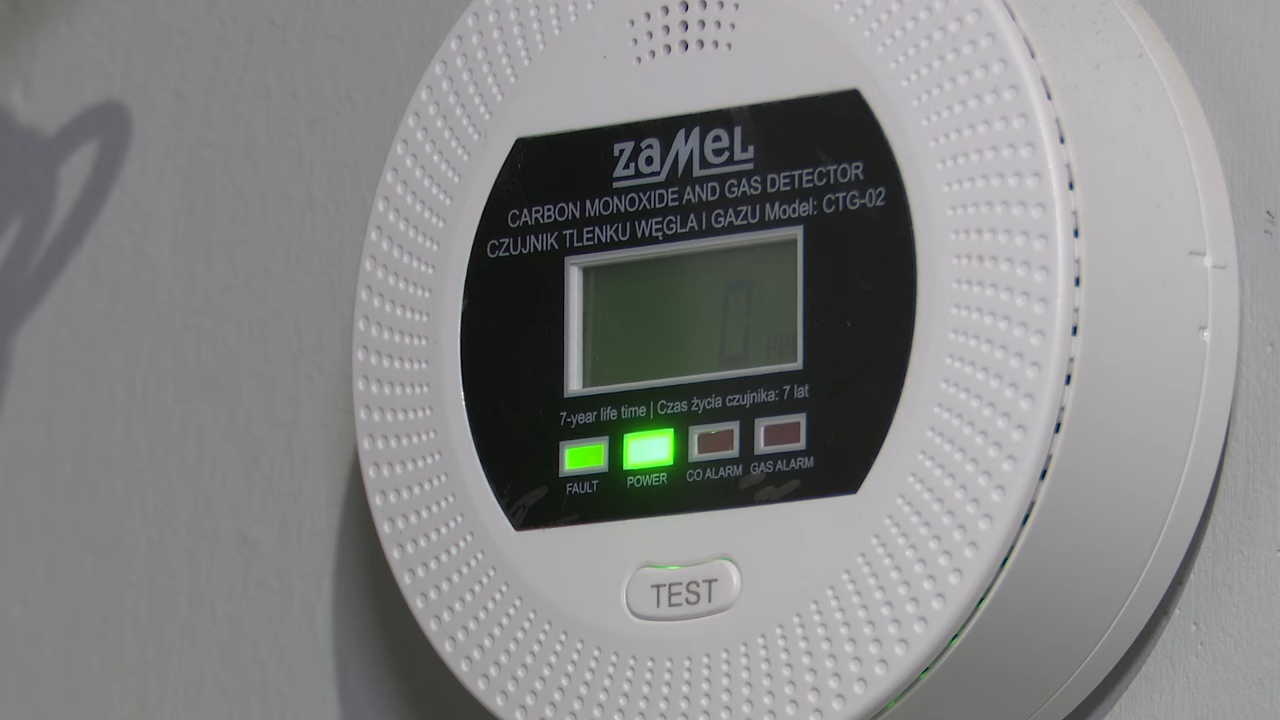 zaMeL
CARBON MONOXIDE AND GAS DETECTOR
CZUJNIK TLENKU WĘGLA I GAZU Model: CTG-02
0
7-year life time | Czas życia czujnika: 7 lat
FAULT POWER CO ALARM GAS ALARM
TEST